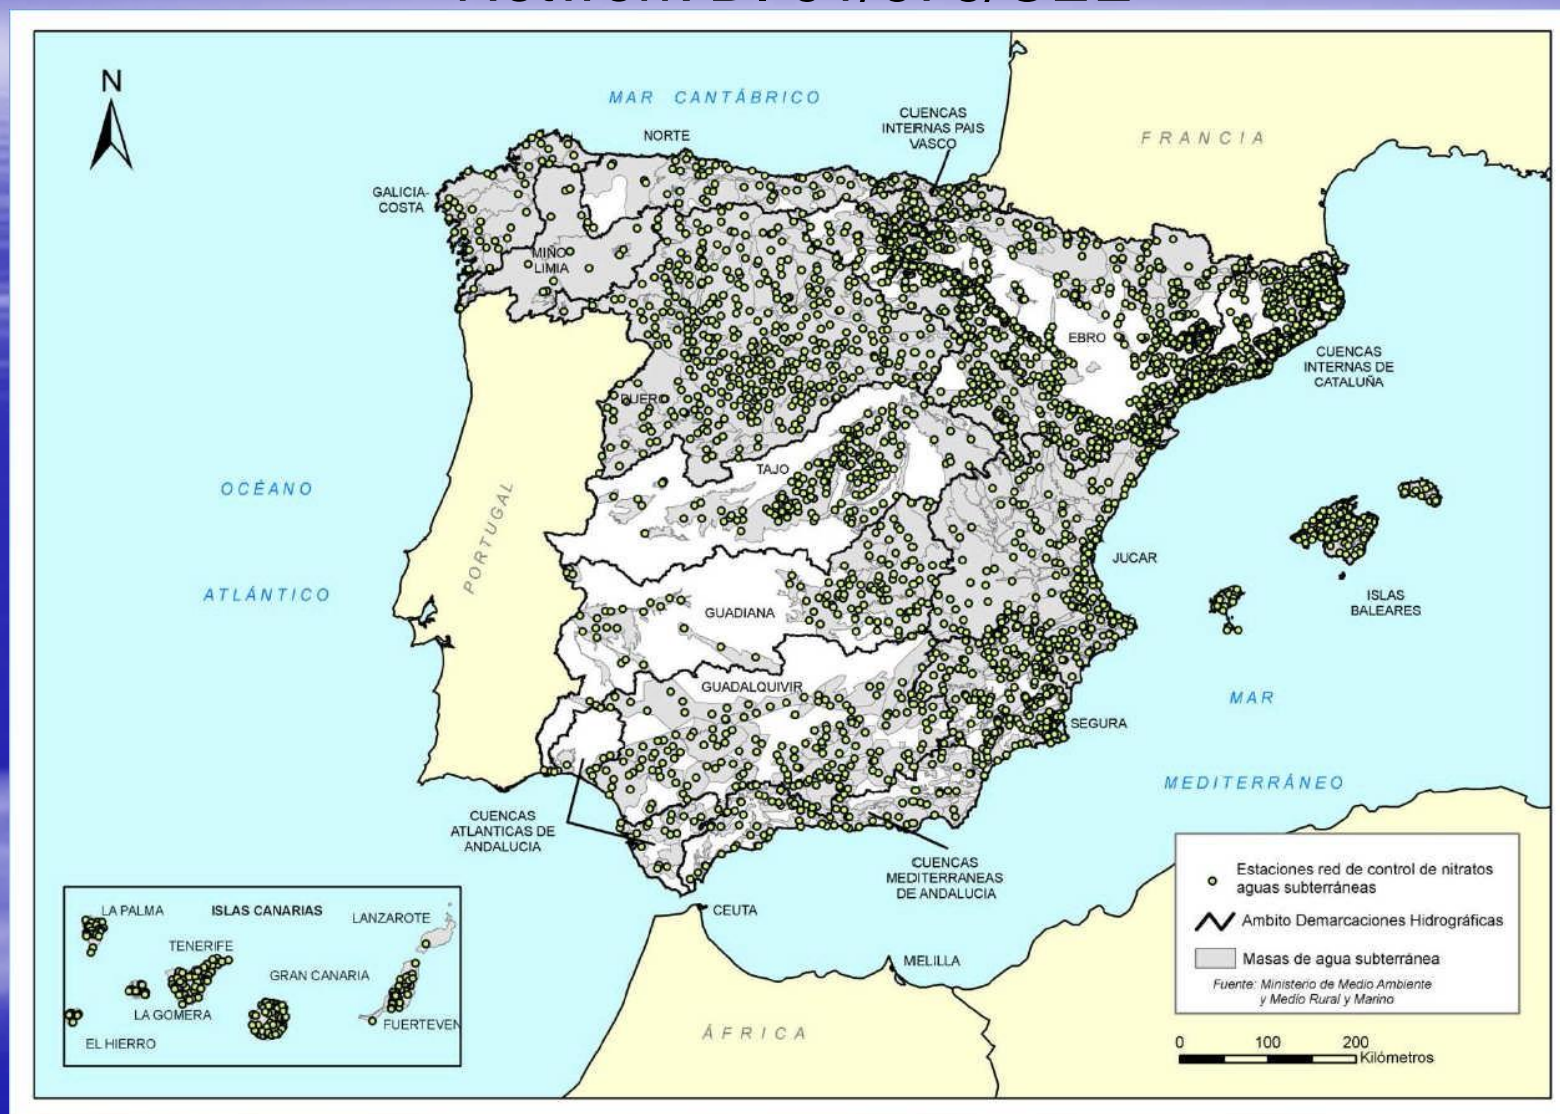 N
MAR CANTÁBRICO
CUENCAS
INTERNAS PAIS
VASCO
NORTE
FRANCIA
GALICIA-
COSTA
MIÑO
LIMIA
EBRO
CUENCAS
INTERNAS DE
CATALUÑA
DUERO
TAJO
OCÉANO
ATLÁNTICO
PORTUGAL
JUCAR
ISLAS
BALEARES
GUADIANA
GUADALQUIVIR
MAR
MEDITERRÁNEO
SEGURA
CUENCAS
ATLANTICAS DE
ANDALUCIA
CUENCAS
MEDITERRANEAS
DE ANDALUCIA
CEUTA
MELILLA
ÁFRICA
LA PALMA
ISLAS CANARIAS
LANZAROTE
TENERIFE
GRAN CANARIA
LA GOMERA
FUERTEVEN
EL HIERRO
Estaciones red de control de nitratos
aguas subterráneas
Ambito Demarcaciones Hidrográficas
Masas de agua subterránea
Fuente: Ministerio de Medio Ambiente
y Medio Rural y Marino
0 100 200
Kilómetros